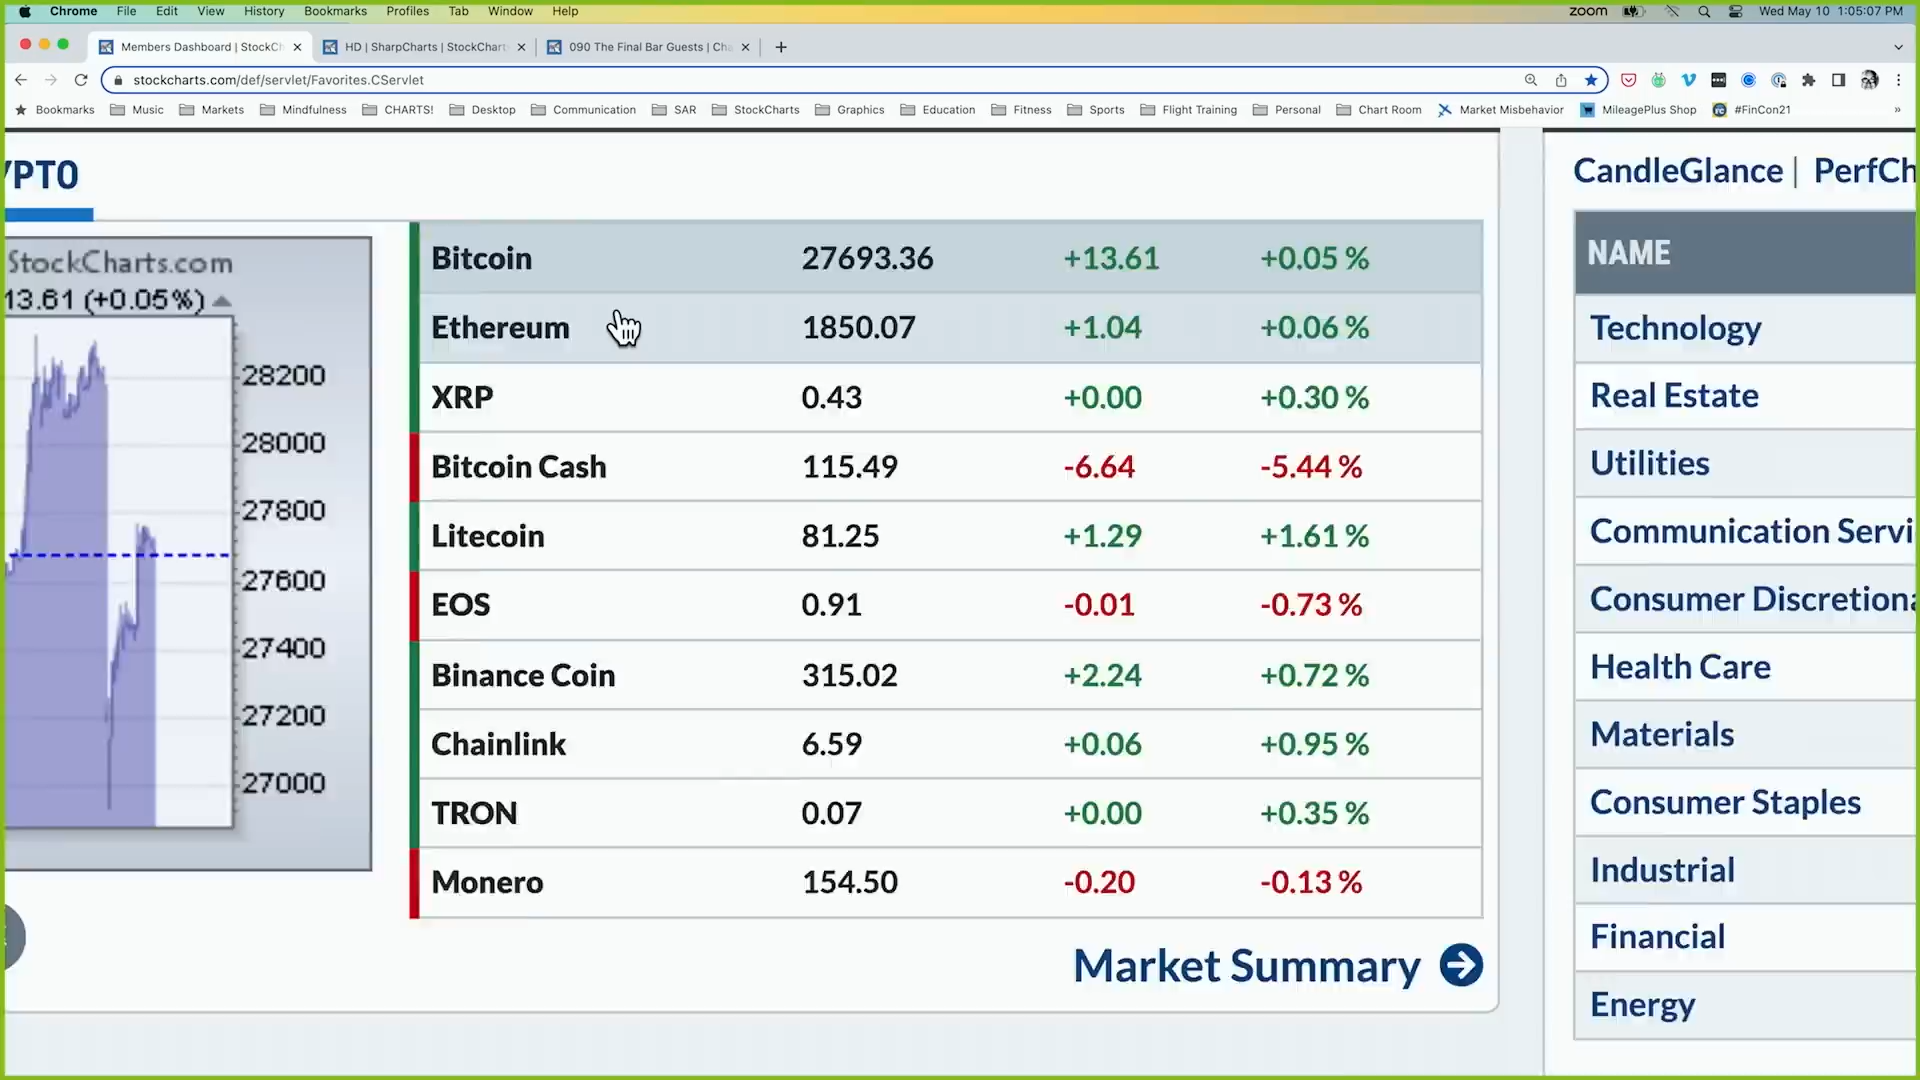 Chrome File Edit View History Bookmarks Profiles Tab Window Help zoom Wed May 10 1:05:07 PM
Members Dashboard | StockCh HD | SharpCharts | StockChart 090 The Final Bar Guests | Cha
stockcharts.com/def/servlet/Favorites.CServlet
Bookmarks Music Markets Mindfulness CHARTS! Desktop Communication SAR StockCharts Graphics Education Fitness Sports Flight Training Personal Chart Room Market Misbehavior MileagePlus Shop #FinCon21 »
YPTO
CandleGlance | PerfCh
StockCharts.com
13.61 (+0.05%)
28200
28000
27800
27600
27400
27200
27000
Bitcoin 27693.36 +13.61 +0.05 %
Ethereum 1850.07 +1.04 +0.06 %
XRP 0.43 +0.00 +0.30 %
Bitcoin Cash 115.49 -6.64 -5.44 %
Litecoin 81.25 +1.29 +1.61 %
EOS 0.91 -0.01 -0.73 %
Binance Coin 315.02 +2.24 +0.72 %
Chainlink 6.59 +0.06 +0.95 %
TRON 0.07 +0.00 +0.35 %
Monero 154.50 -0.20 -0.13 %
Market Summary
NAME
Technology
Real Estate
Utilities
Communication Servi
Consumer Discretiona
Health Care
Materials
Consumer Staples
Industrial
Financial
Energy